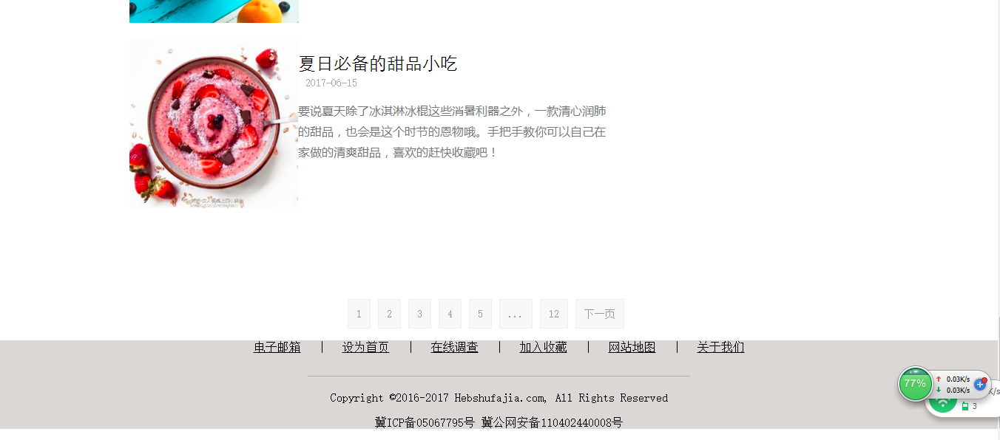 夏日必备的甜品小吃
2017-06-15
要说夏天除了冰淇淋冰棍这些消暑利器之外，一款清心润肺
的甜品，也会是这个时节的恩物哦。手把手教你可以自己在
家做的清爽甜品，喜欢的赶快收藏吧！
1 2 3 4 5 ... 12 下一页
电子邮箱 | 设为首页 | 在线调查 | 加入收藏 | 网站地图 | 关于我们
77% 0.03K/s
0.03K/s
K/s
3
Copyright ©2016-2017 Hebshufajia.com, All Rights Reserved
冀ICP备05067795号 冀公网安备110402440008号